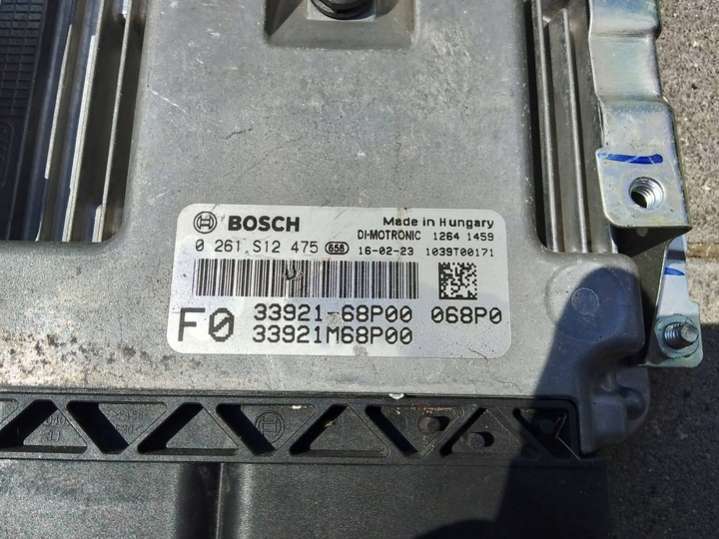 BOSCH Made in Hungary
DI-MOTRONIC 1264 1459
0 261 S12 475 656 16-02-23 1039T00171
F0 33921-68P00 068P0
33921M68P00